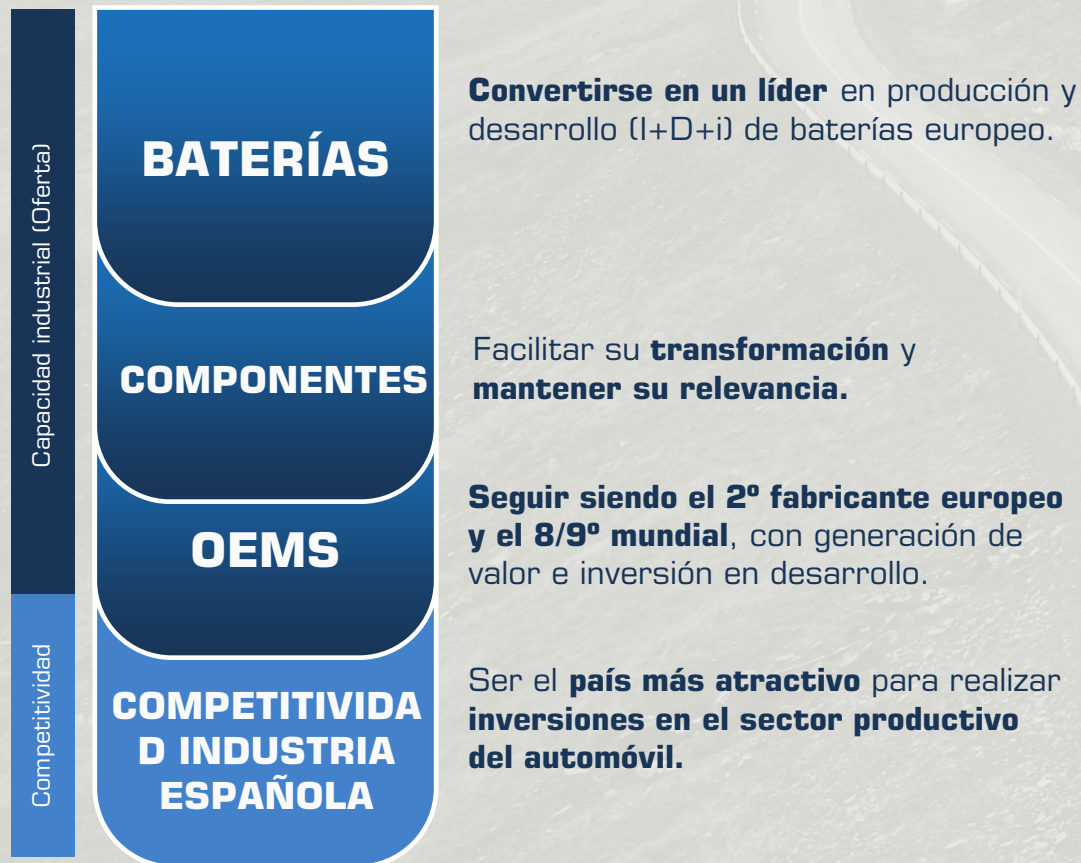 Capacidad industrial (Oferta)
BATERÍAS
Convertirse en un líder en producción y
desarrollo (I+D+i) de baterías europeo.
COMPONENTES
Facilitar su transformación y
mantener su relevancia.
OEMS
Seguir siendo el 2º fabricante europeo
y el 8/9º mundial, con generación de
valor e inversión en desarrollo.
Competitividad
COMPETITIVIDA
D INDUSTRIA
ESPAÑOLA
Ser el país más atractivo para realizar
inversiones en el sector productivo
del automóvil.